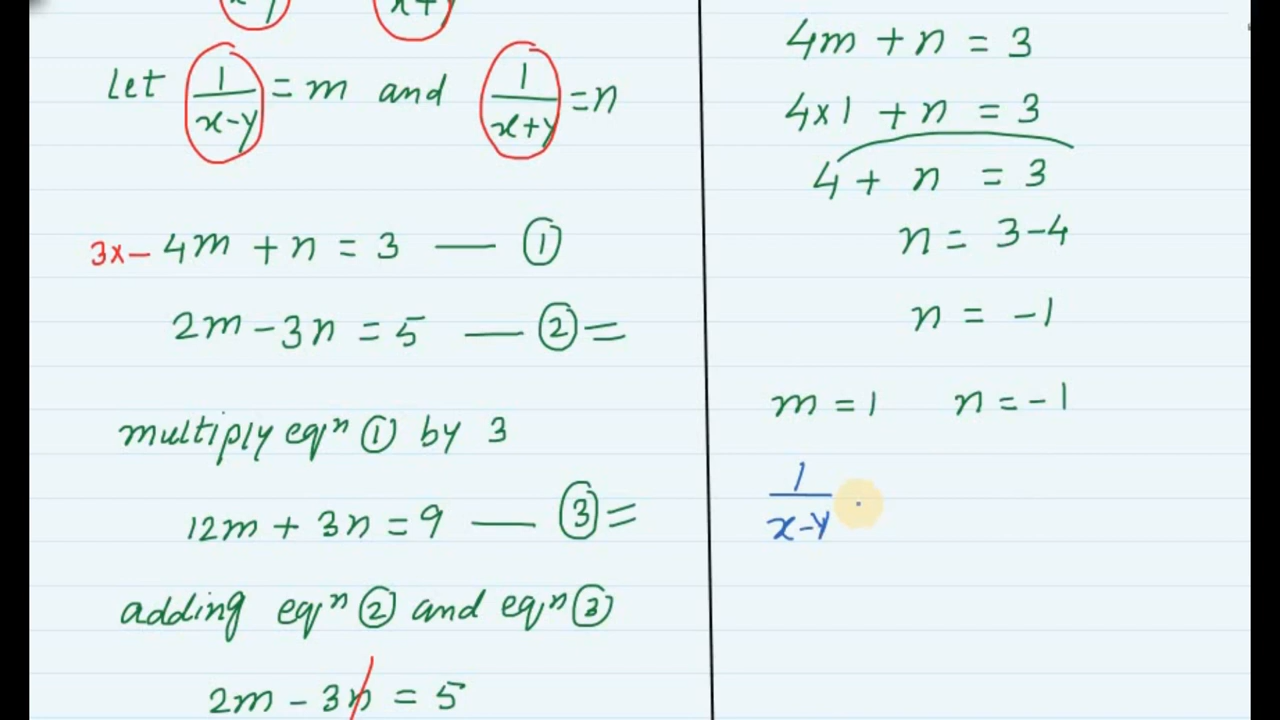 x-y x+y
Let 1/(x-y) = m and 1/(x+y) = n
3x- 4m + n = 3 — ①
2m - 3n = 5 — ② =
multiply eqⁿ ① by 3
12m + 3n = 9 — ③ =
adding eqⁿ ② and eqⁿ ③
2m - 3n = 5
4m + n = 3
4×1 + n = 3
4 + n = 3
n = 3-4
n = -1
m = 1 n = -1
1/(x-y)